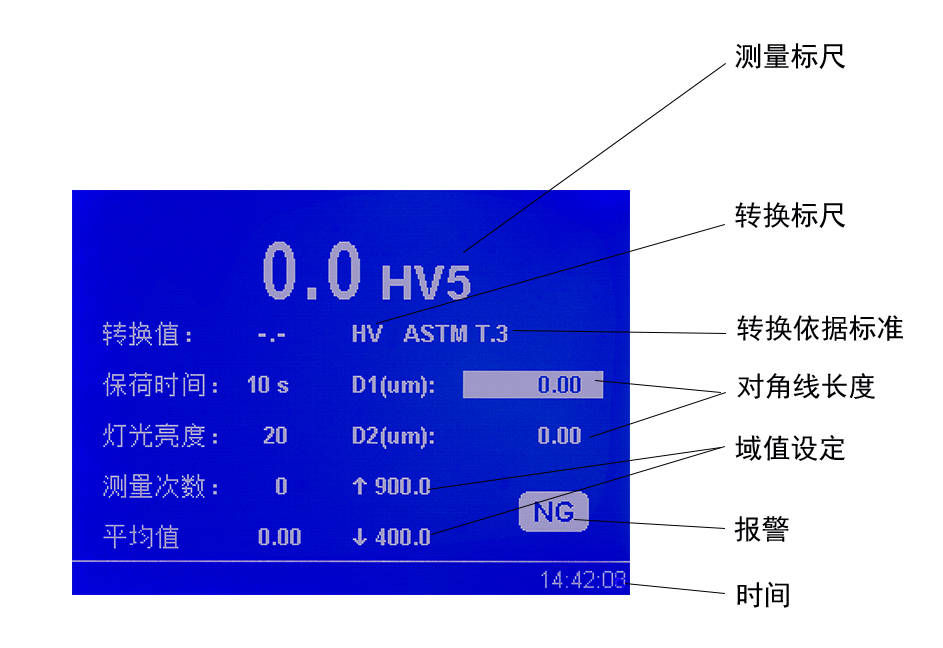 测量标尺
转换标尺
0.0 HV5
转换值： -.- HV ASTM T.3
转换依据标准
保荷时间： 10 s D1(um): 0.00
对角线长度
灯光亮度： 20 D2(um): 0.00
域值设定
测量次数： 0 ↑ 900.0
NG
报警
平均值 0.00 ↓ 400.0
14:42:08
时间